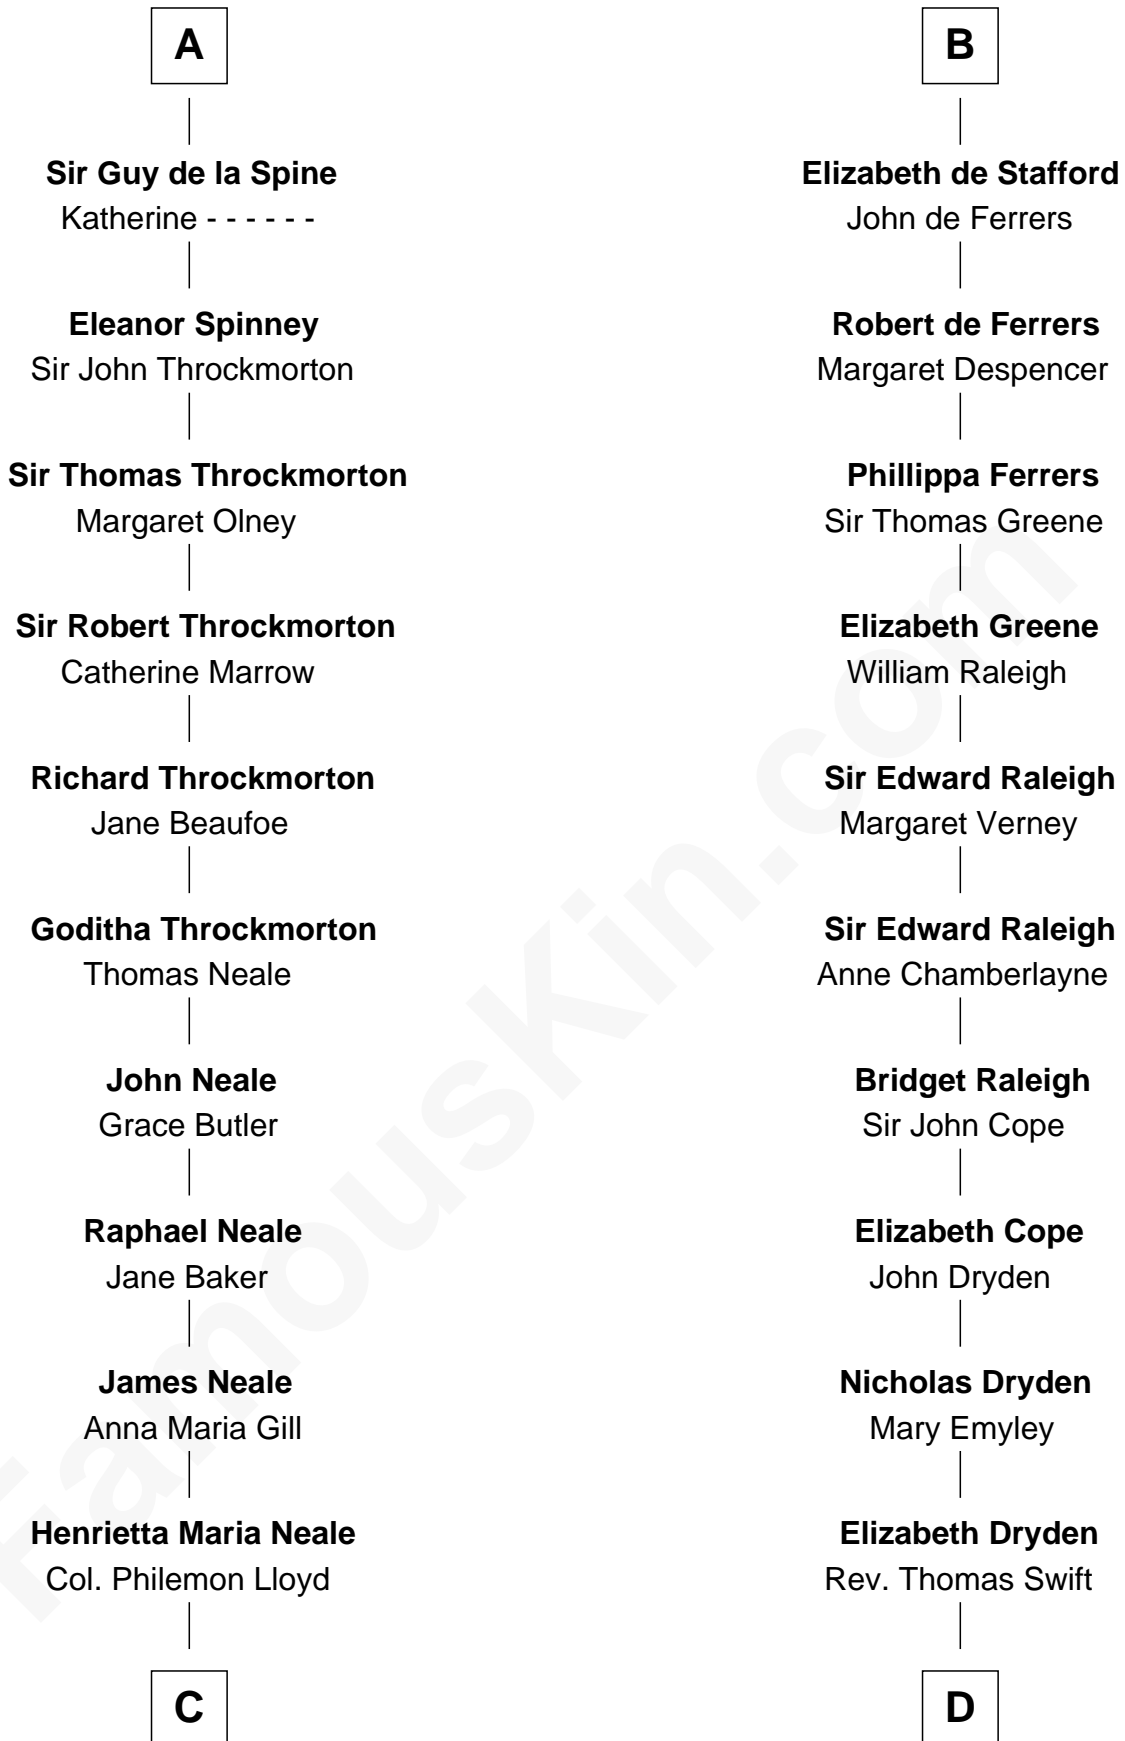 A
Sir Guy de la Spine
Katherine - - - - - -
Eleanor Spinney
Sir John Throckmorton
Sir Thomas Throckmorton
Margaret Olney
Sir Robert Throckmorton
Catherine Marrow
Richard Throckmorton
Jane Beaufoe
Goditha Throckmorton
Thomas Neale
John Neale
Grace Butler
Raphael Neale
Jane Baker
James Neale
Anna Maria Gill
Henrietta Maria Neale
Col. Philemon Lloyd
C
B
Elizabeth de Stafford
John de Ferrers
Robert de Ferrers
Margaret Despencer
Phillippa Ferrers
Sir Thomas Greene
Elizabeth Greene
William Raleigh
Sir Edward Raleigh
Margaret Verney
Sir Edward Raleigh
Anne Chamberlayne
Bridget Raleigh
Sir John Cope
Elizabeth Cope
John Dryden
Nicholas Dryden
Mary Emyley
Elizabeth Dryden
Rev. Thomas Swift
D
FamousKin.com